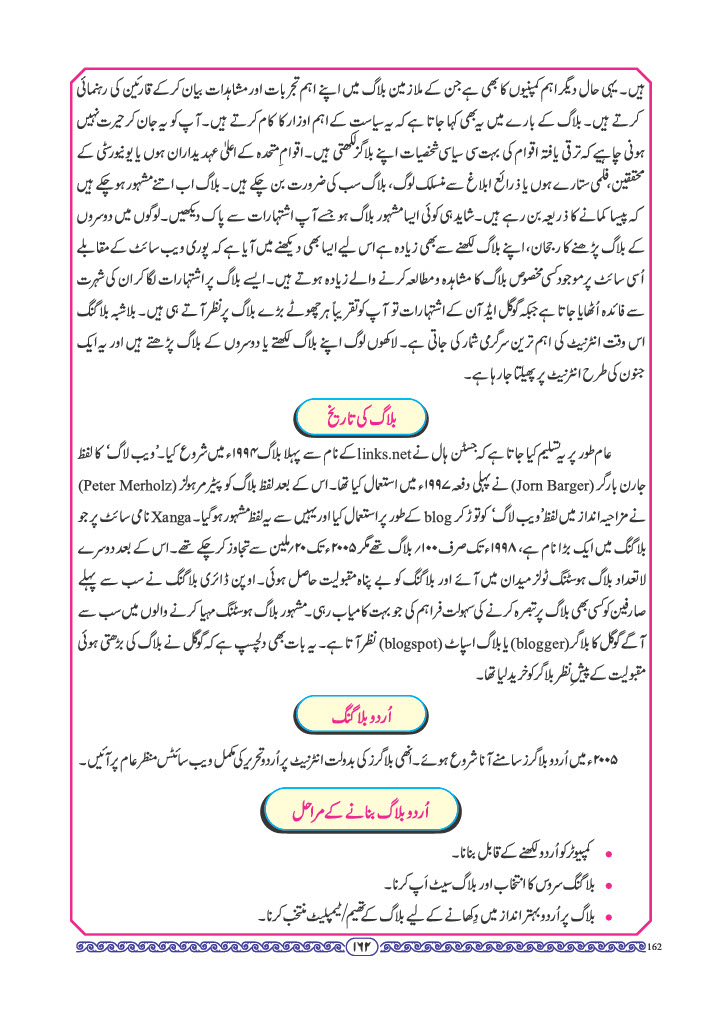 ہیں۔ یہی حال دیگر اہم کمپنیوں کا بھی ہے جن کے ملازمین بلاگ میں اپنے اہم تجربات اور مشاہدات بیان کر کے قارئین کی رہنمائی
کرتے ہیں۔ بلاگ کے بارے میں یہ بھی کہا جاتا ہے کہ یہ سیاست کے اہم اوزار کا کام کرتے ہیں۔ آپ کو یہ جان کر حیرت نہیں
ہونی چاہیے کہ ترقی یافتہ اقوام کی بہت سی سیاسی شخصیات اپنے بلاگز لکھتی ہیں۔ اقوامِ متحدہ کے اعلیٰ عہدیداران ہوں یا یونیورسٹی کے
محققین، فلمی ستارے ہوں یا ذرائع ابلاغ سے منسلک لوگ، بلاگ سب کی ضرورت بن چکے ہیں۔ بلاگ اب اتنے مشہور ہو چکے ہیں
کہ پیسا کمانے کا ذریعہ بن رہے ہیں۔ شاید ہی کوئی ایسا مشہور بلاگ ہو جسے آپ اشتہارات سے پاک دیکھیں۔ لوگوں میں دوسروں
کے بلاگ پڑھنے کا رجحان، اپنے بلاگ لکھنے سے بھی زیادہ ہے اس لیے ایسا بھی دیکھنے میں آیا ہے کہ پوری ویب سائٹ کے مقابلے
اُسی سائٹ پر موجود کسی مخصوص بلاگ کا مشاہدہ و مطالعہ کرنے والے زیادہ ہوتے ہیں۔ ایسے بلاگ پر اشتہارات لگا کر ان کی شہرت
سے فائدہ اُٹھایا جاتا ہے جبکہ گوگل ایڈ آن کے اشتہارات تو آپ کو تقریباً ہر چھوٹے بڑے بلاگ پر نظر آتے ہی ہیں۔ بلاشبہ بلاگنگ
اس وقت انٹرنیٹ کی اہم ترین سرگرمی شمار کی جاتی ہے۔ لاکھوں لوگ اپنے بلاگ لکھتے یا دوسروں کے بلاگ پڑھتے ہیں اور یہ ایک
جنون کی طرح انٹرنیٹ پر پھیلتا جا رہا ہے۔
بلاگ کی تاریخ
عام طور پر یہ تسلیم کیا جاتا ہے کہ جسٹن ہال نے links.net کے نام سے پہلا بلاگ ۱۹۹۴ء میں شروع کیا۔ 'ویب لاگ' کا لفظ
جارن بارگر (Jorn Barger) نے پہلی دفعہ ۱۹۹۷ء میں استعمال کیا تھا۔ اس کے بعد لفظ بلاگ کو پیٹر مرہولز (Peter Merholz)
نے مزاحیہ انداز میں لفظ 'ویب لاگ' کو توڑ کر blog کے طور پر استعمال کیا اور یہیں سے یہ لفظ مشہور ہو گیا۔ Xanga نامی سائٹ پر جو
بلاگنگ میں ایک بڑا نام ہے، ۱۹۹۸ء تک صرف ۱۰۰؍ بلاگ تھے مگر ۲۰۰۵ء تک ۲۰؍ ملین سے تجاوز کر چکے تھے۔ اس کے بعد دوسرے
لاتعداد بلاگ ہوسٹنگ ٹولز میدان میں آئے اور بلاگنگ کو بے پناہ مقبولیت حاصل ہوئی۔ اوپن ڈائری بلاگنگ نے سب سے پہلے
صارفین کو کسی بھی بلاگ پر تبصرہ کرنے کی سہولت فراہم کی جو بہت کامیاب رہی۔ مشہور بلاگ ہوسٹنگ مہیا کرنے والوں میں سب سے
آگے گوگل کا بلاگر (blogger) یا بلاگ اسپاٹ (blogspot) نظر آتا ہے۔ یہ بات بھی دلچسپ ہے کہ گوگل نے بلاگ کی بڑھتی ہوئی
مقبولیت کے پیشِ نظر بلاگر کو خرید لیا تھا۔
اُردو بلاگنگ
۲۰۰۵ء میں اُردو بلاگرز سامنے آنا شروع ہوئے۔ انھی بلاگرز کی بدولت انٹرنیٹ پر اُردو تحریر کی مکمل ویب سائٹس منظر عام پر آئیں۔
اُردو بلاگ بنانے کے مراحل
• کمپیوٹر کو اُردو لکھنے کے قابل بنانا۔
• بلاگنگ سروس کا انتخاب اور بلاگ سیٹ اَپ کرنا۔
• بلاگ پر اُردو بہتر انداز میں دِکھانے کے لیے بلاگ کے تھیم/ٹیمپلیٹ منتخب کرنا۔
۱۶۲
162